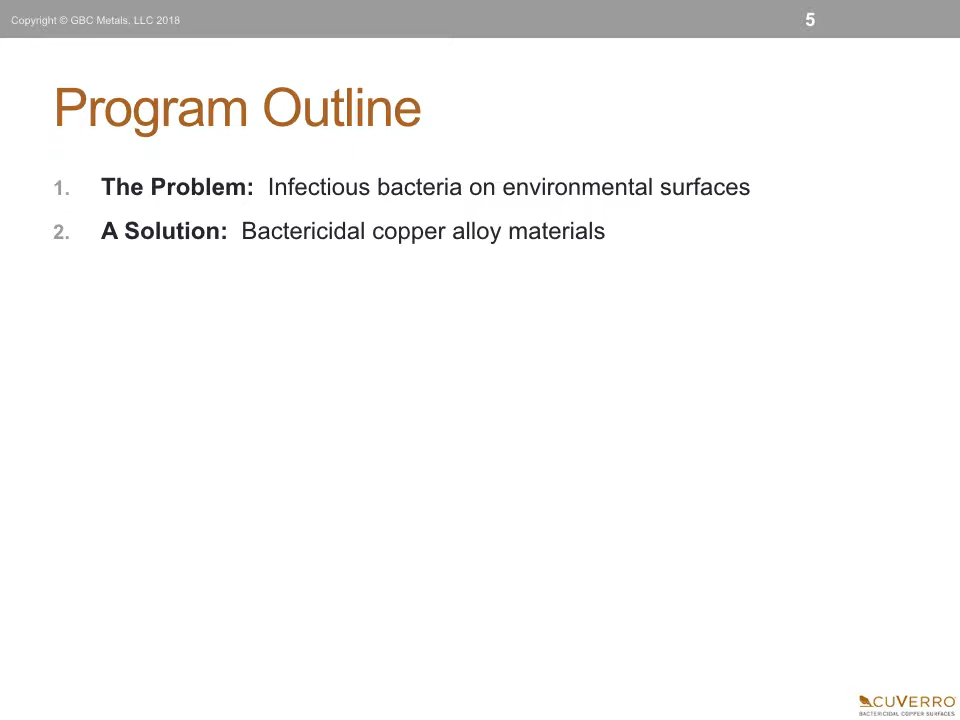 Copyright © GBC Metals, LLC 2018
5
Program Outline
1. The Problem: Infectious bacteria on environmental surfaces
2. A Solution: Bactericidal copper alloy materials
CUVERRO
BACTERICIDAL COPPER SURFACES